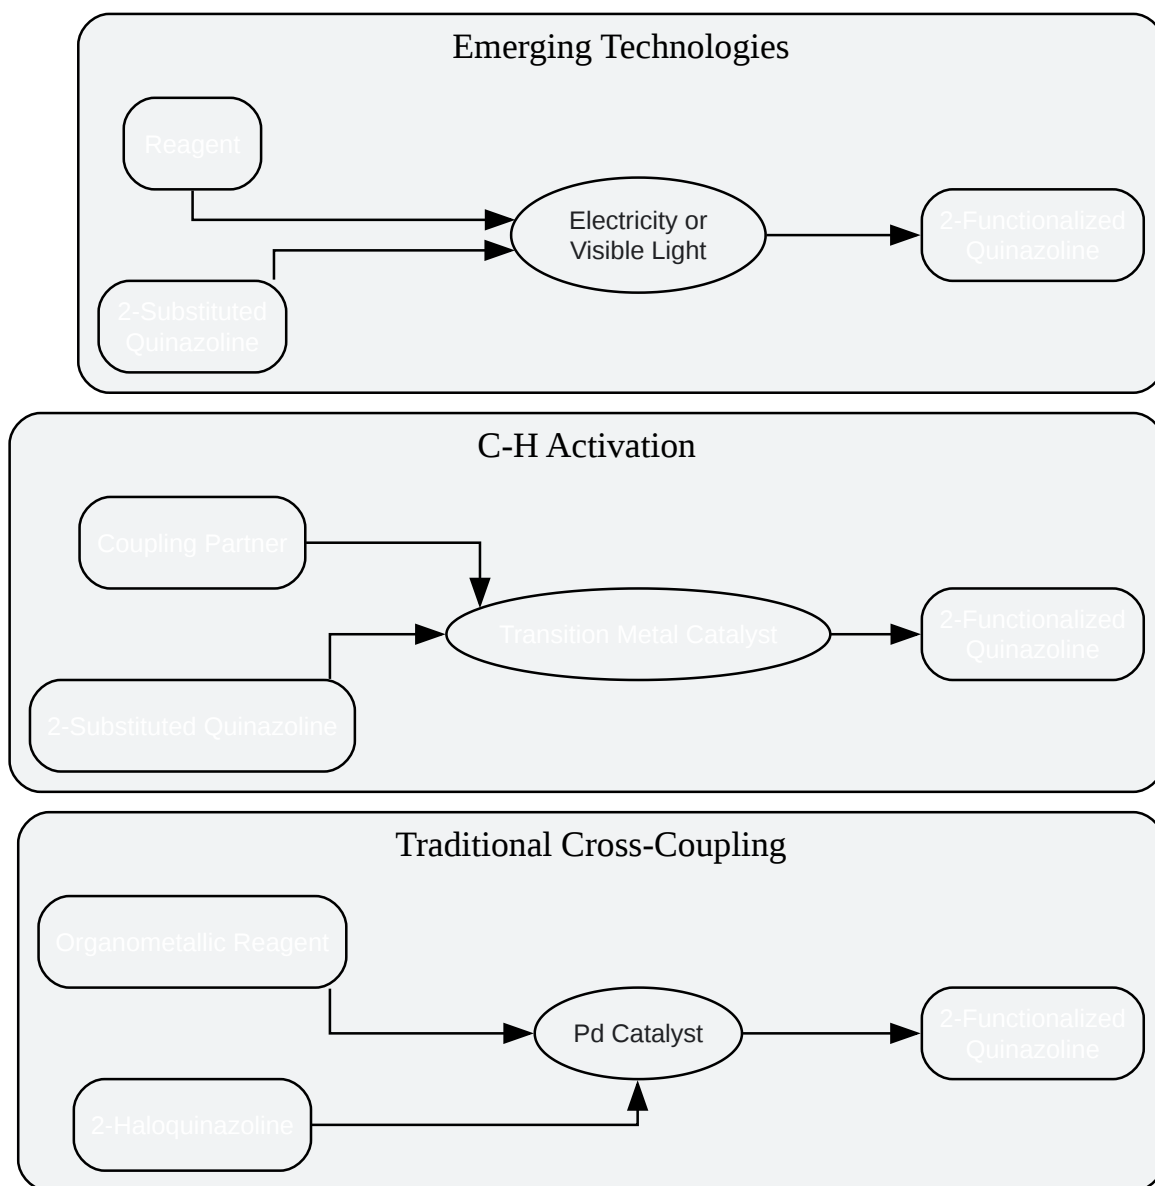 Emerging Technologies
Reagent
Electricity or
Visible Light
2-Functionalized
Quinazoline
2-Substituted
Quinazoline
C-H Activation
Coupling Partner
Transition Metal Catalyst
2-Functionalized
Quinazoline
2-Substituted Quinazoline
Traditional Cross-Coupling
Organometallic Reagent
Pd Catalyst
2-Functionalized
Quinazoline
2-Haloquinazoline